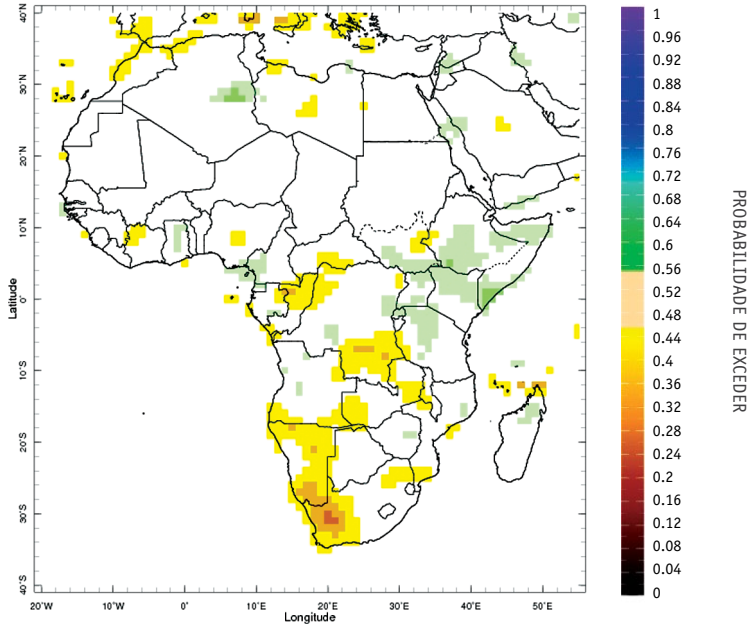 40°N
30°N
20°N
10°N
0°
10°S
20°S
30°S
40°S
Latitude
20°W
10°W
0°
10°E
20°E
30°E
40°E
50°E
Longitude
1
0.96
0.92
0.88
0.84
0.8
0.76
0.72
0.68
0.64
0.6
0.56
0.52
0.48
0.44
0.4
0.36
0.32
0.28
0.24
0.2
0.16
0.12
0.08
0.04
0
PROBABILIDADE DE EXCEDER